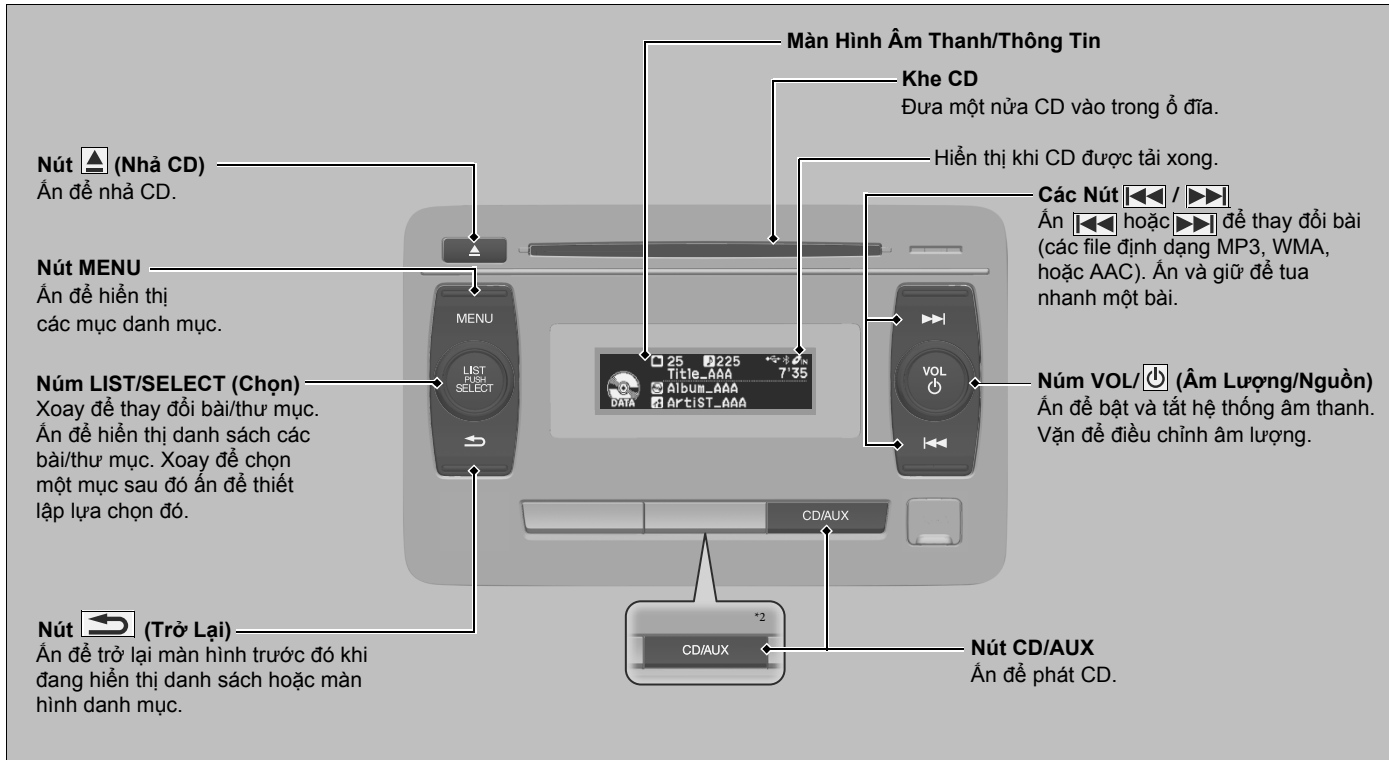 Màn Hình Âm Thanh/Thông Tin
Khe CD
Đưa một nửa CD vào trong ổ đĩa.
Hiển thị khi CD được tải xong.
Nút (Nhả CD)
Ấn để nhả CD.
Các Nút /
Ấn hoặc để thay đổi bài
(các file định dạng MP3, WMA,
hoặc AAC). Ấn và giữ để tua
nhanh một bài.
Nút MENU
Ấn để hiển thị
các mục danh mục.
Núm LIST/SELECT (Chọn)
Xoay để thay đổi bài/thư mục.
Ấn để hiển thị danh sách các
bài/thư mục. Xoay để chọn
một mục sau đó ấn để thiết
lập lựa chọn đó.
Núm VOL/ (Âm Lượng/Nguồn)
Ấn để bật và tắt hệ thống âm thanh.
Vặn để điều chỉnh âm lượng.
MENU
LIST
PUSH
SELECT
25 225 IN
Title_AAA 7'35
Album_AAA
DATA ArtiST_AAA
VOL
CD/AUX
*2
CD/AUX
Nút (Trở Lại)
Ấn để trở lại màn hình trước đó khi
đang hiển thị danh sách hoặc màn
hình danh mục.
Nút CD/AUX
Ấn để phát CD.